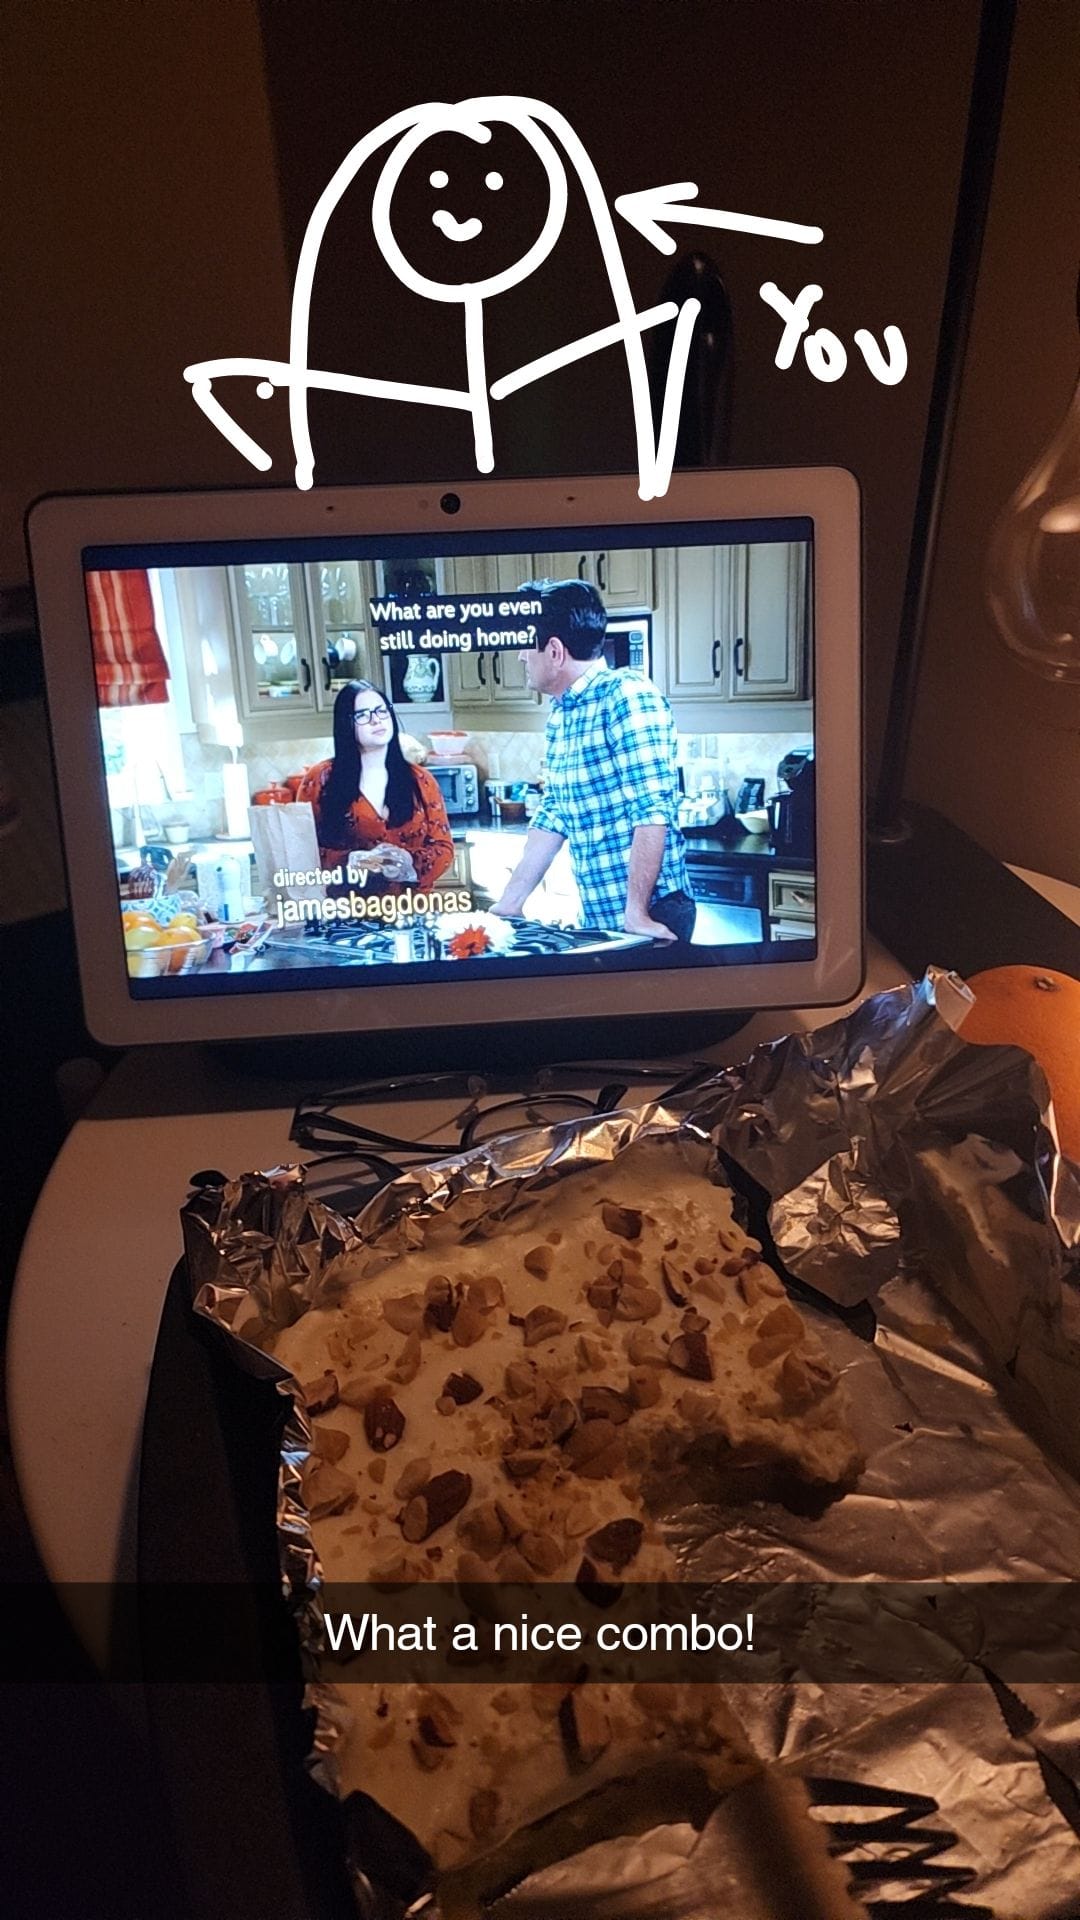 YOU
What are you even
still doing home?
directed by
jamesbagdonas
What a nice combo!